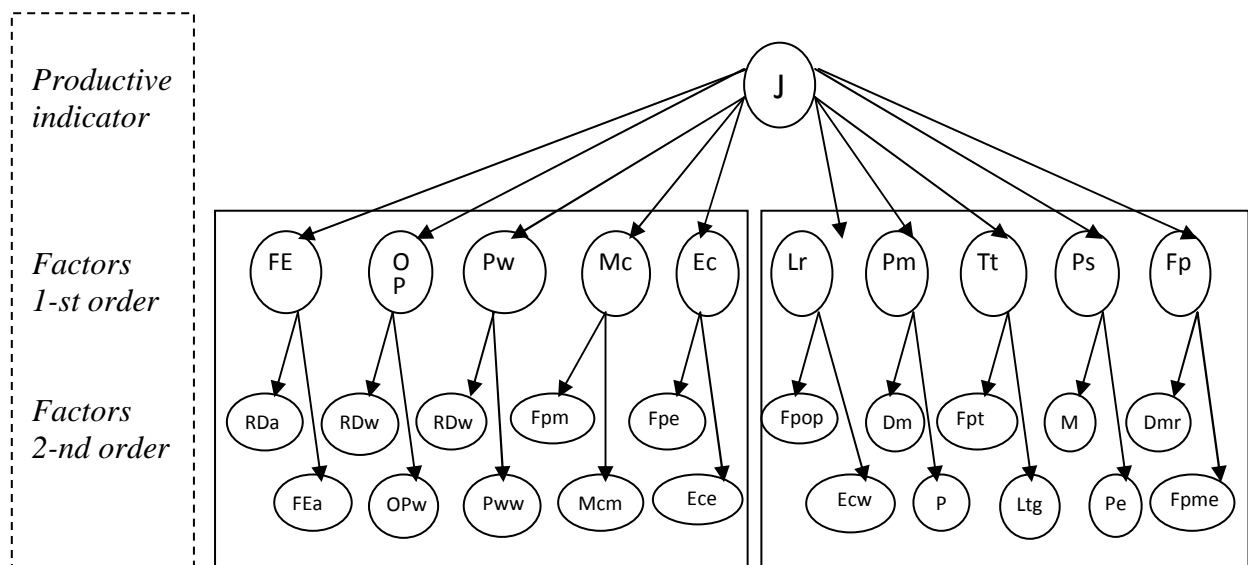 Productive
indicator
J
Factors
1-st order
FE
O
P
Pw
Mc
Ec
Lr
Pm
Tt
Ps
Fp
Factors
2-nd order
RDa
RDw
RDw
Fpm
Fpe
Fpop
Dm
Fpt
M
Dmr
FEa
OPw
Pww
Mcm
Ece
Ecw
P
Ltg
Pe
Fpme